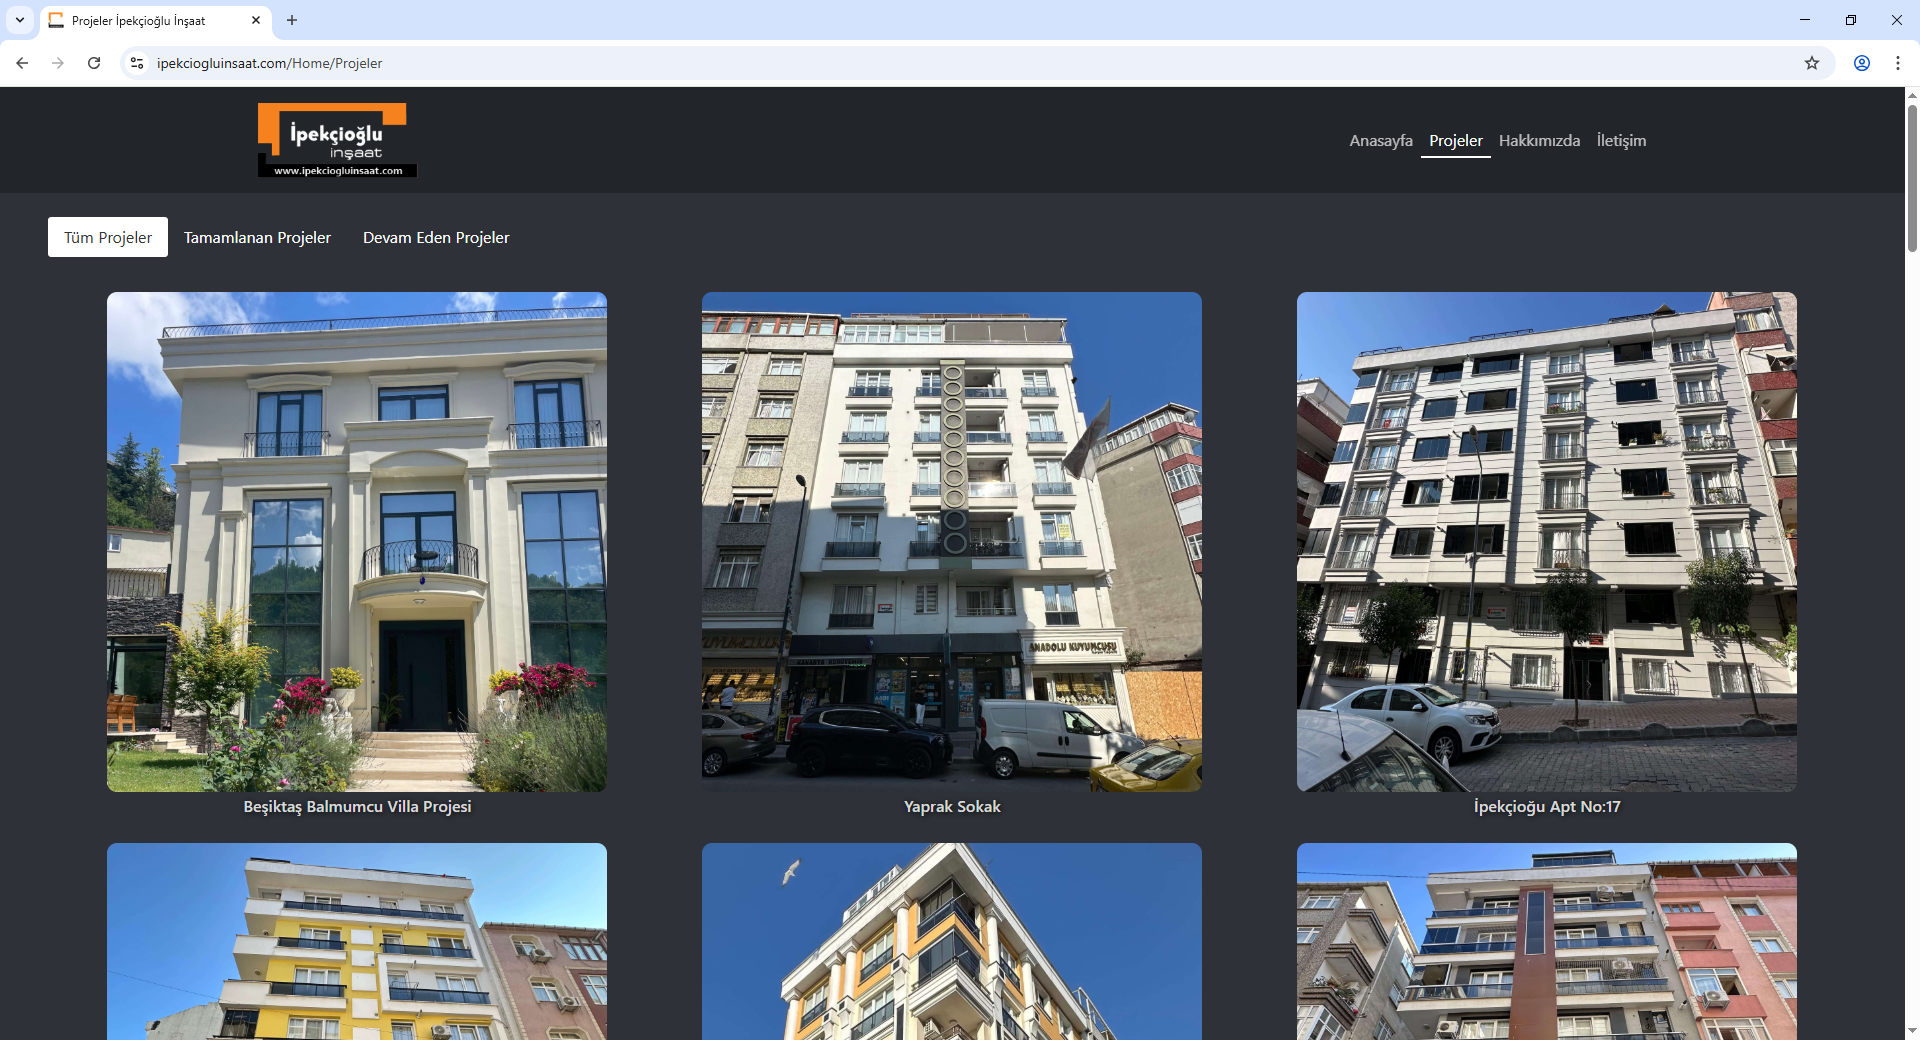 Projeler İpekçioğlu İnşaat
ipekciogluinsaat.com/Home/Projeler
İpekçioğlu
inşaat
www.ipekciogluinsaat.com
Anasayfa Projeler Hakkımızda İletişim
Tüm Projeler Tamamlanan Projeler Devam Eden Projeler
ANADOLU KUYUMCUSU
Beşiktaş Balmumcu Villa Projesi
Yaprak Sokak
İpekçioğu Apt No:17